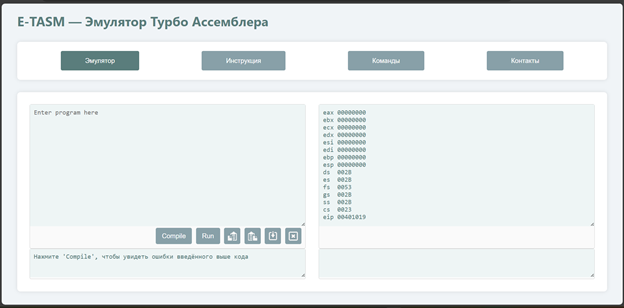 E-TASM — Эмулятор Турбо Ассемблера
Эмулятор
Инструкция
Команды
Контакты
Enter program here
Compile
Run
Нажмите 'Compile', чтобы увидеть ошибки введённого выше кода
eax 00000000
ebx 00000000
ecx 00000000
edx 00000000
esi 00000000
edi 00000000
ebp 00000000
esp 00000000
ds 002B
es 002B
fs 0053
gs 002B
ss 002B
cs 0023
eip 00401019